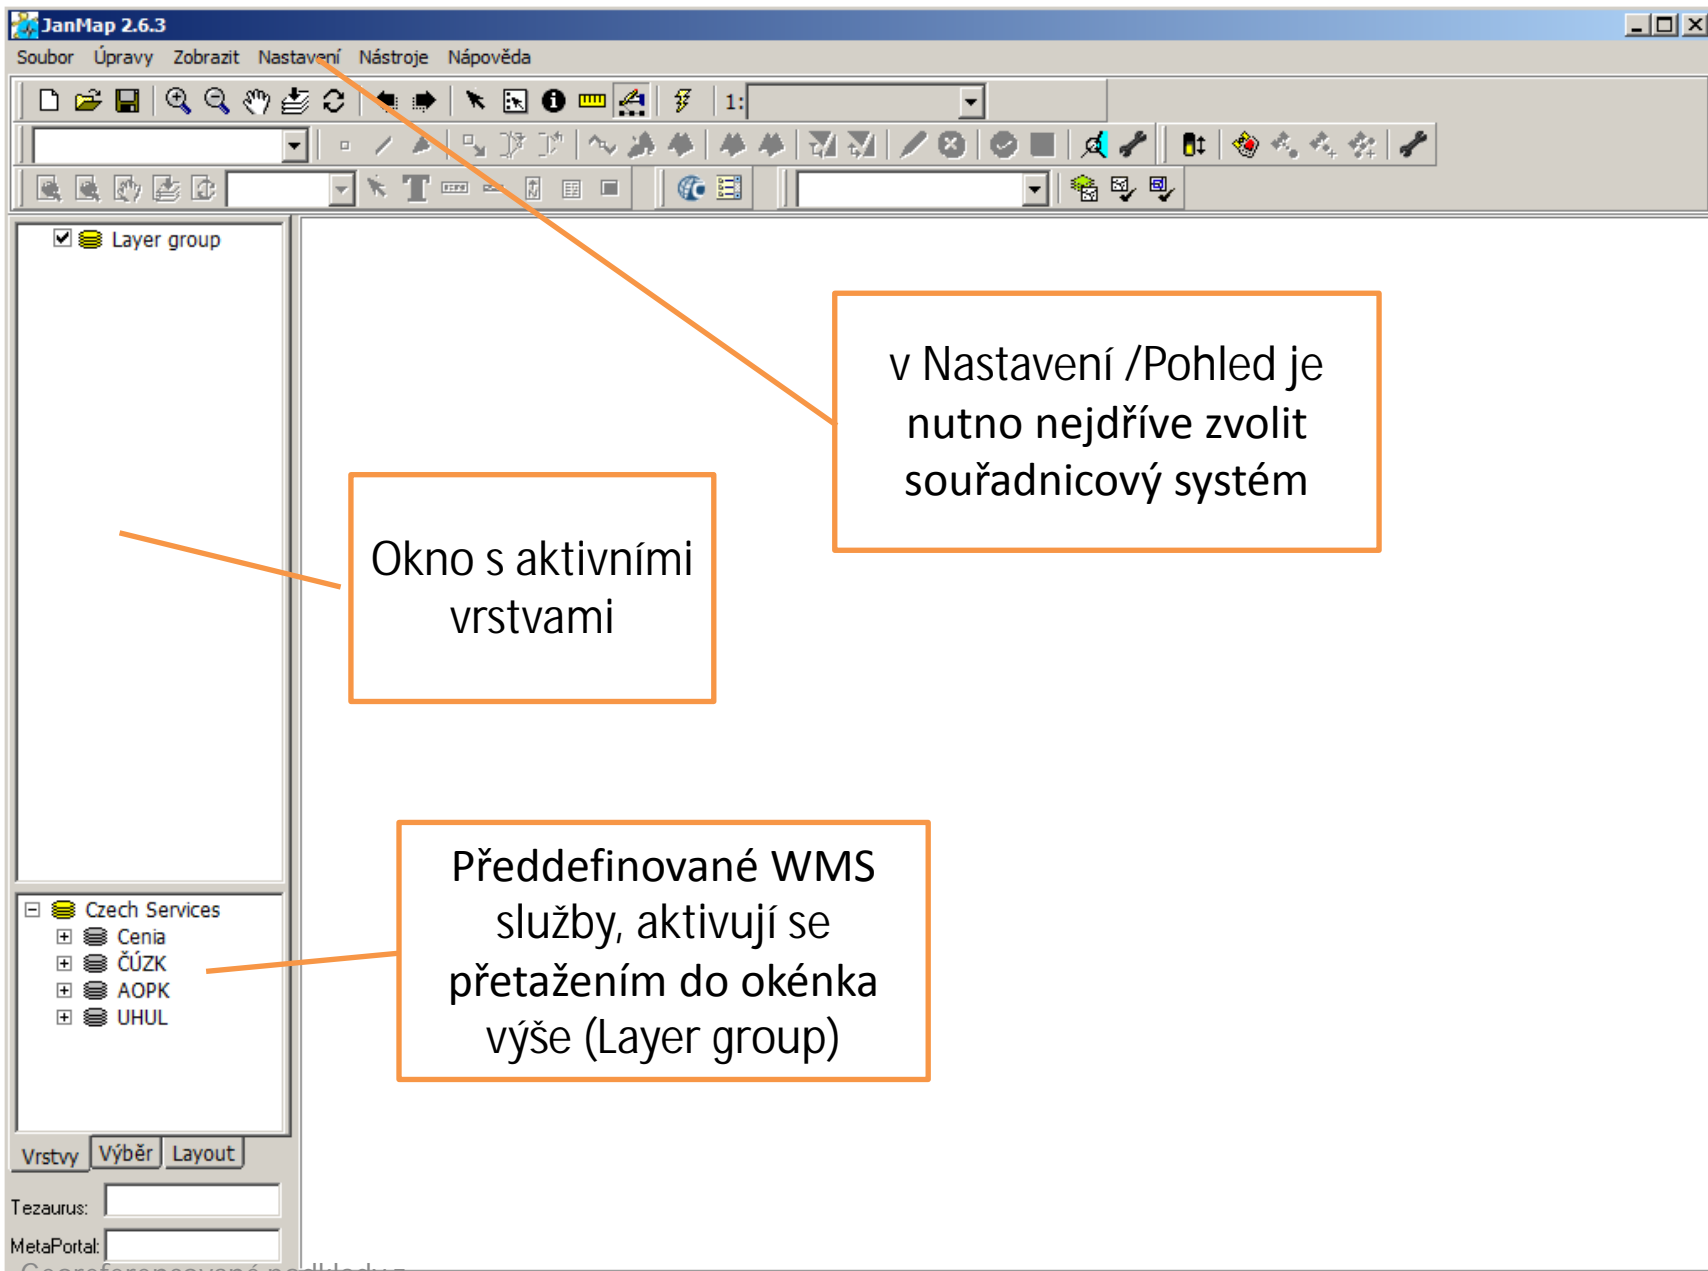 JanMap 2.6.3
Soubor Úpravy Zobrazit Nastavení Nástroje Nápověda
1:
Layer group
v Nastavení /Pohled je
nutno nejdříve zvolit
souřadnicový systém
Okno s aktivními
vrstvami
Předdefinované WMS
služby, aktivují se
přetažením do okénka
výše (Layer group)
Czech Services
Cenia
ČÚZK
AOPK
UHUL
Vrstvy Výběr Layout
Tezaurus:
MetaPortal:
Georeferencované podklady z